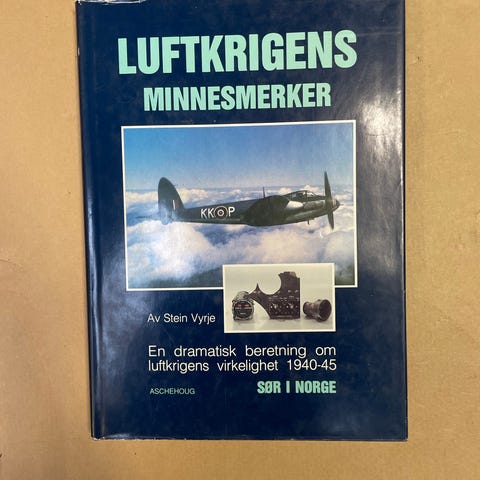 LUFTKRIGENS
MINNESMERKER
KK P
Av Stein Vyrje
En dramatisk beretning om
luftkrigens virkelighet 1940-45
ASCHEHOUG
SØR I NORGE